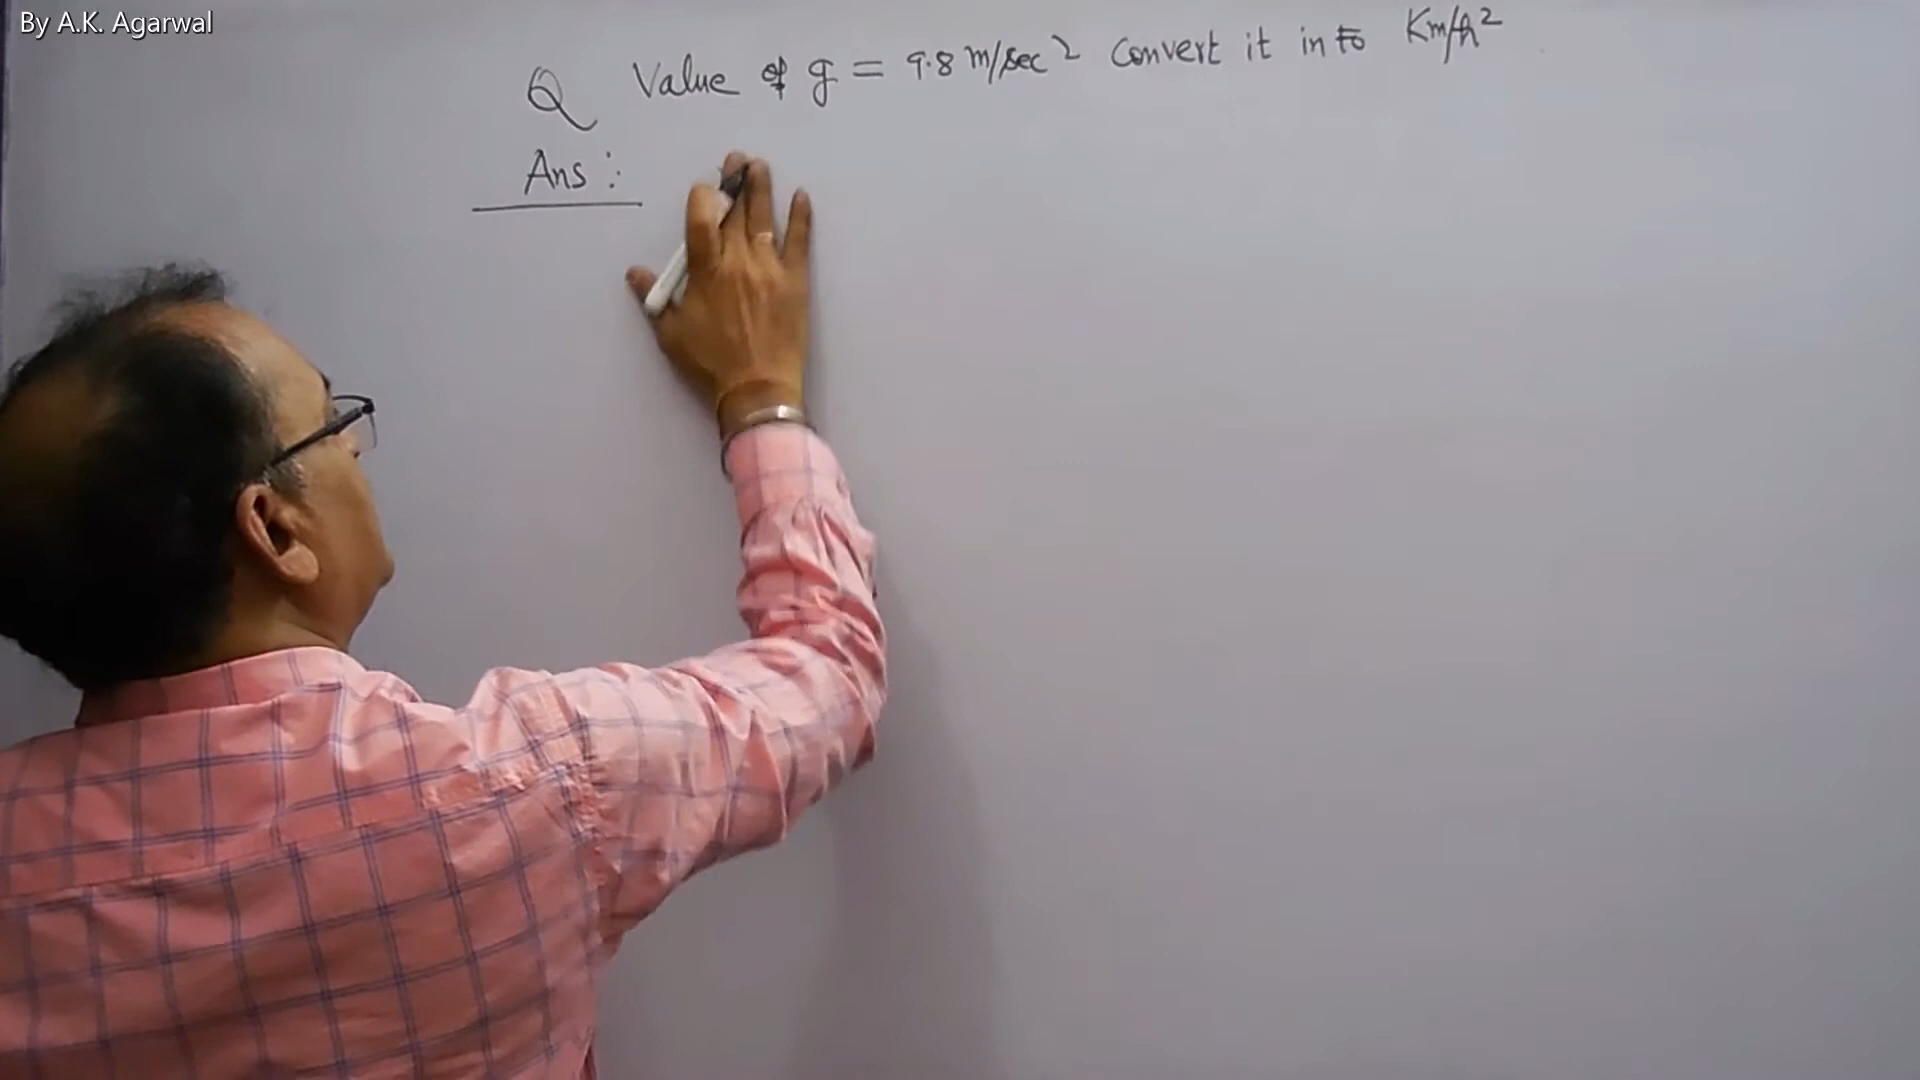 By A.K. Agarwal
Q Value of g = 9.8 m/sec² convert it into Km/h²
Ans :